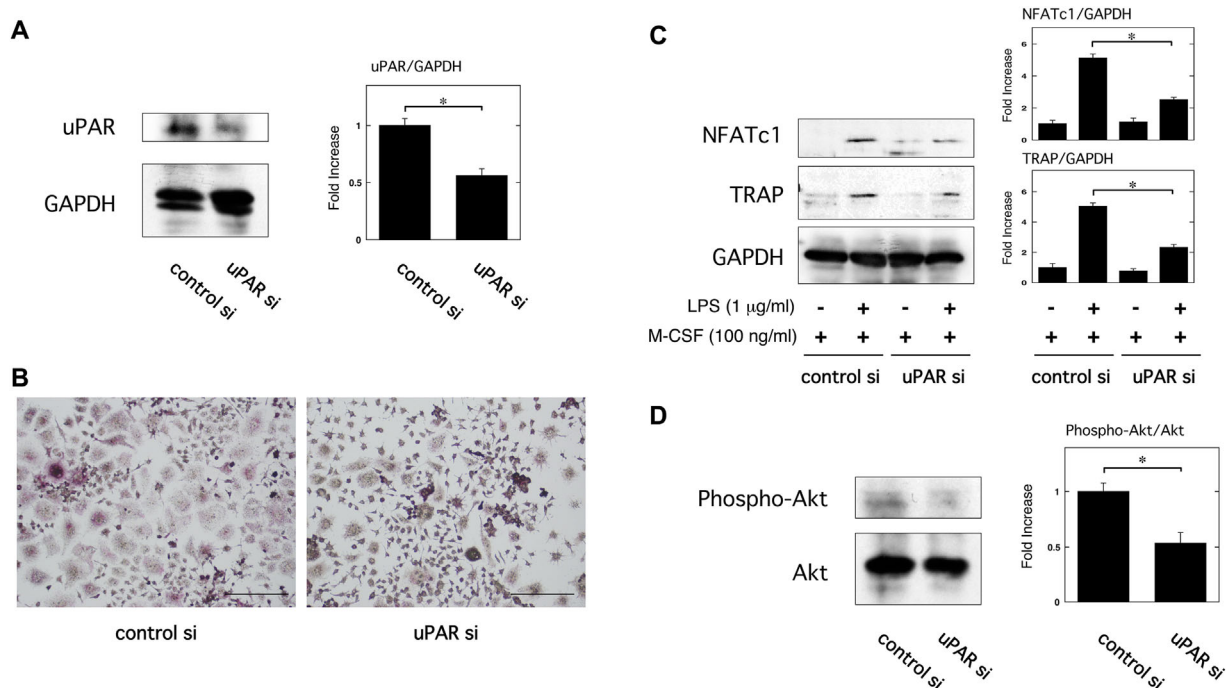 A
uPAR/GAPDH
uPAR
GAPDH
Fold Increase
1
0.5
0
*
control si
uPAR si
control si
uPAR si
B
control si
uPAR si
C
NFATc1/GAPDH
Fold Increase
6
4
2
0
*
NFATc1
TRAP
GAPDH
TRAP/GAPDH
Fold Increase
6
4
2
0
*
LPS (1 μg/ml) - + - + - + - +
M-CSF (100 ng/ml) + + + + + + + +
control si uPAR si control si uPAR si
D
Phospho-Akt/Akt
Phospho-Akt
Akt
Fold Increase
1
0.5
0
*
control si
uPAR si
control si
uPAR si